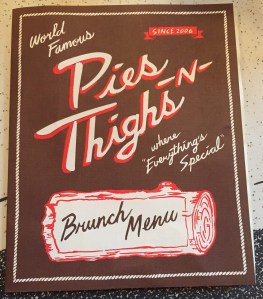 World
Famous
SINCE 2006
Pies
-N-
Thighs
where
"Everything's
Special"
Brunch Menu